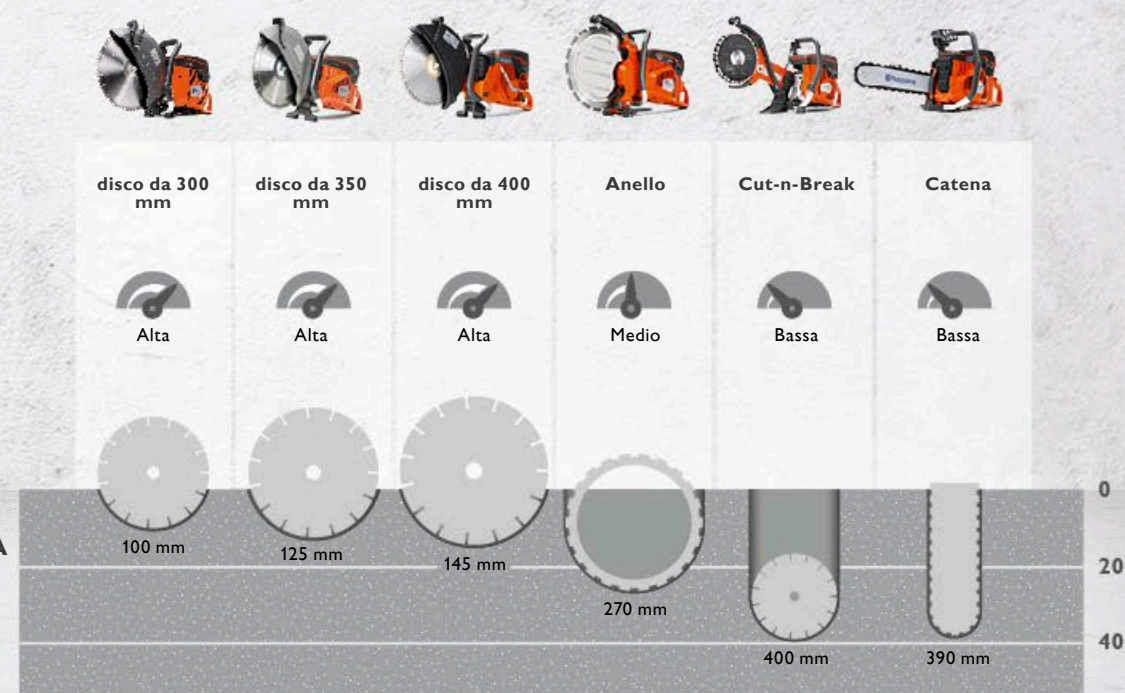 disco da 300
mm
disco da 350
mm
disco da 400
mm
Anello
Cut-n-Break
Catena
Alta
Alta
Alta
Medio
Bassa
Bassa
0
A
100 mm
125 mm
145 mm
20
270 mm
40
400 mm
390 mm